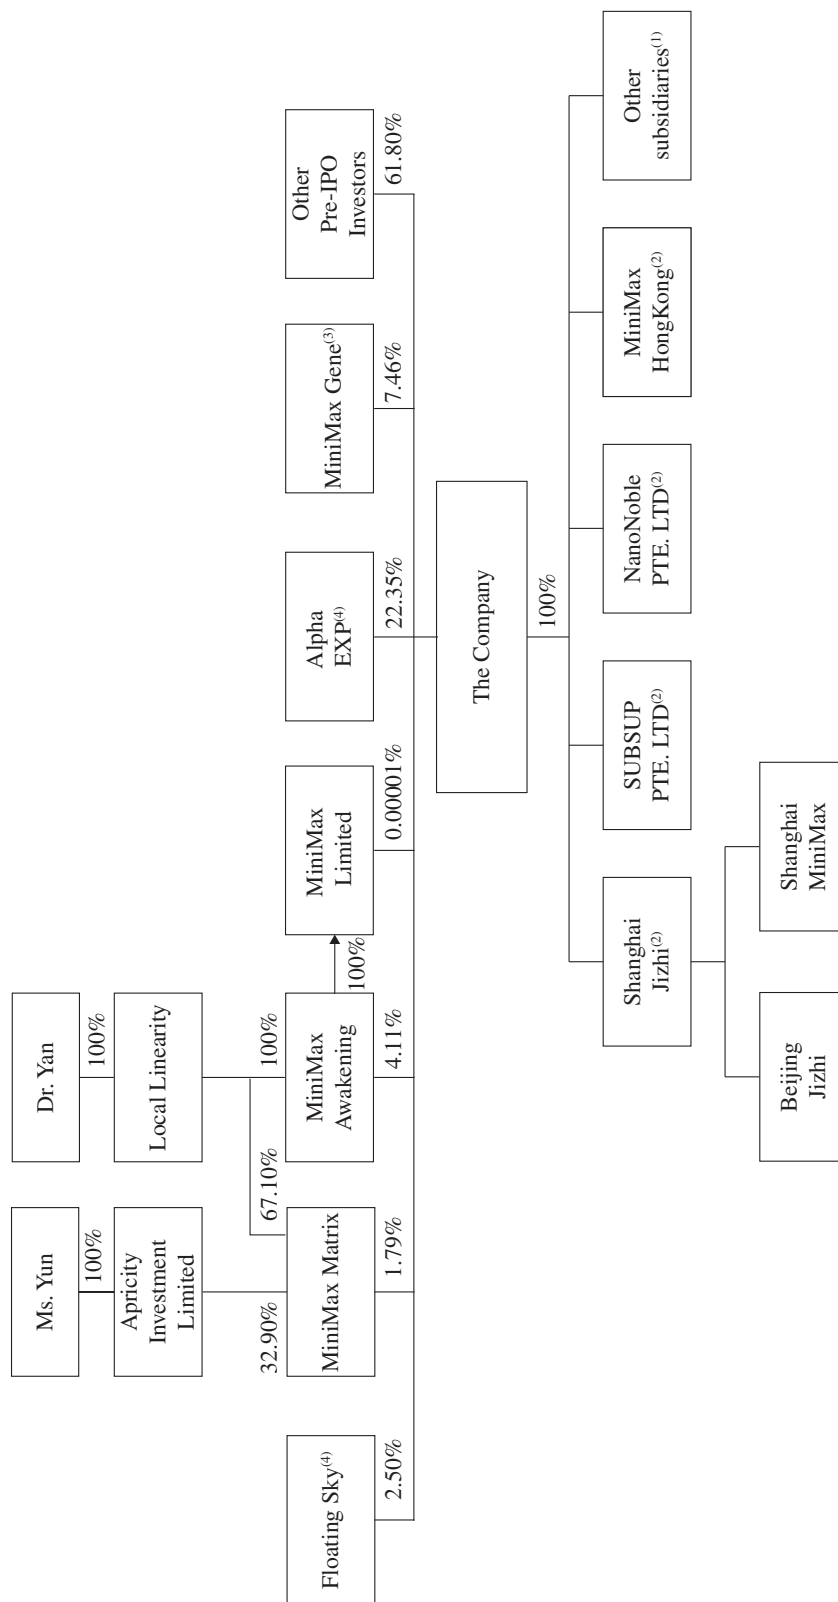 Ms. Yun
Dr. Yan
100%
100%
Apricity
Investment
Limited
Local Linearity
32.90%
67.10%
100%
Floating Sky(4)
MiniMax Matrix
MiniMax
Awakening
100%
MiniMax
Limited
Alpha
EXP(4)
MiniMax Gene(3)
Other
Pre-IPO
Investors
2.50%
1.79%
4.11%
0.00001%
22.35%
7.46%
61.80%
The Company
100%
Shanghai
Jizhi(2)
SUBSUP
PTE. LTD(2)
NanoNoble
PTE. LTD(2)
MiniMax
HongKong(2)
Other
subsidiaries(1)
Beijing
Jizhi
Shanghai
MiniMax